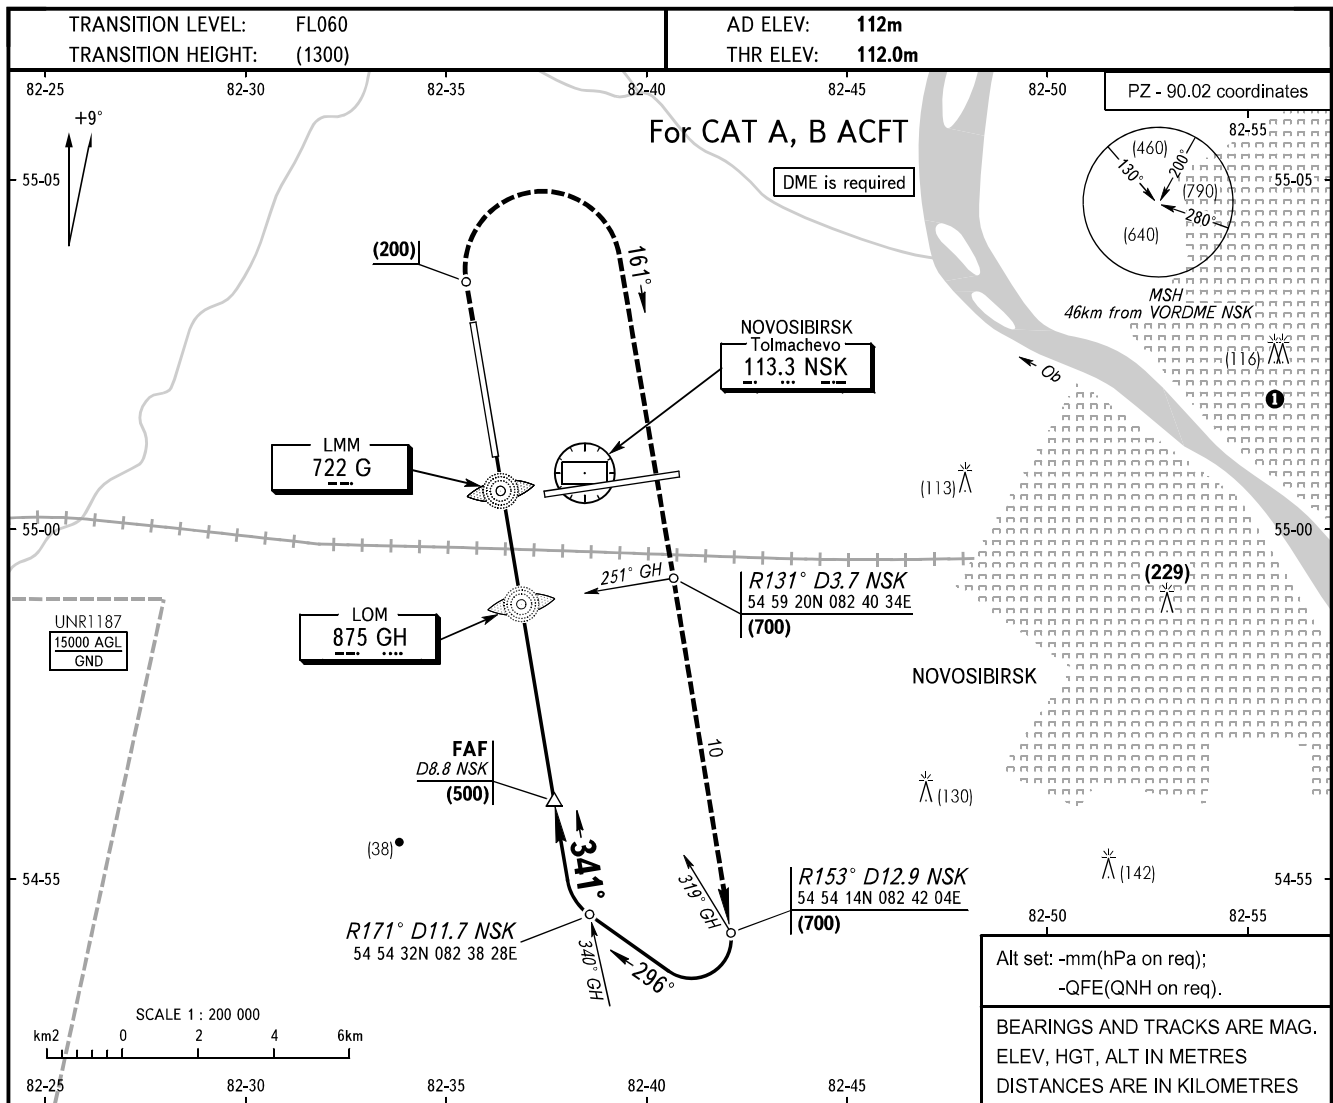 TRANSITION LEVEL: FL060
TRANSITION HEIGHT: (1300)
AD ELEV: 112m
THR ELEV: 112.0m
82-25 82-30 82-35 82-40 82-45 82-50
PZ - 90.02 coordinates
82-55
+9°
For CAT A, B ACFT
DME is required
(460)
130°
200°
(790)
280°
(640)
55-05
55-05
MSH
46km from VORDME NSK
(200)
161°
NOVOSIBIRSK
Tolmachevo
113.3 NSK
(116)
Ob
1
LMM
722 G
(113)
55-00
55-00
251° GH
R131° D3.7 NSK
54 59 20N 082 40 34E
(700)
(229)
UNR1187
15000 AGL
GND
LOM
875 GH
NOVOSIBIRSK
FAF
D8.8 NSK
(500)
10
(130)
(38)
341°
(142)
54-55
54-55
319° GH
R153° D12.9 NSK
54 54 14N 082 42 04E
(700)
R171° D11.7 NSK
54 54 32N 082 38 28E
340° GH
296°
82-50 82-55
Alt set: -mm(hPa on req);
-QFE(QNH on req).
SCALE 1 : 200 000
km2 0 2 4 6km
BEARINGS AND TRACKS ARE MAG.
ELEV, HGT, ALT IN METRES
DISTANCES ARE IN KILOMETRES
82-25 82-30 82-35 82-40 82-45